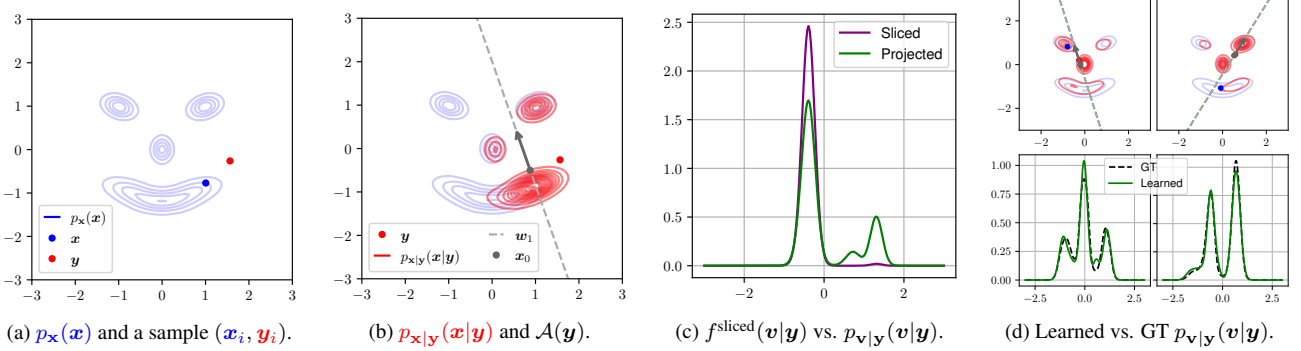 3
2
1
0
−1
−2
−3
−3 −2 −1 0 1 2 3
p_x(x)
x
y
(a) p_x(x) and a sample (x_i, y_i).
3
2
1
0
−1
−2
−3
−3 −2 −1 0 1 2 3
y w_1
p_x|y(x|y) x_0
(b) p_x|y(x|y) and A(y).
2.5
2.0
1.5
1.0
0.5
0.0
−2 0 2
Sliced
Projected
(c) f^sliced(v|y) vs. p_v|y(v|y).
2
0
−2
−2 0 2 −2 0 2
1.00
0.75
0.50
0.25
0.00
GT
Learned
−2.5 0.0 2.5 −2.5 0.0 2.5
(d) Learned vs. GT p_v|y(v|y).